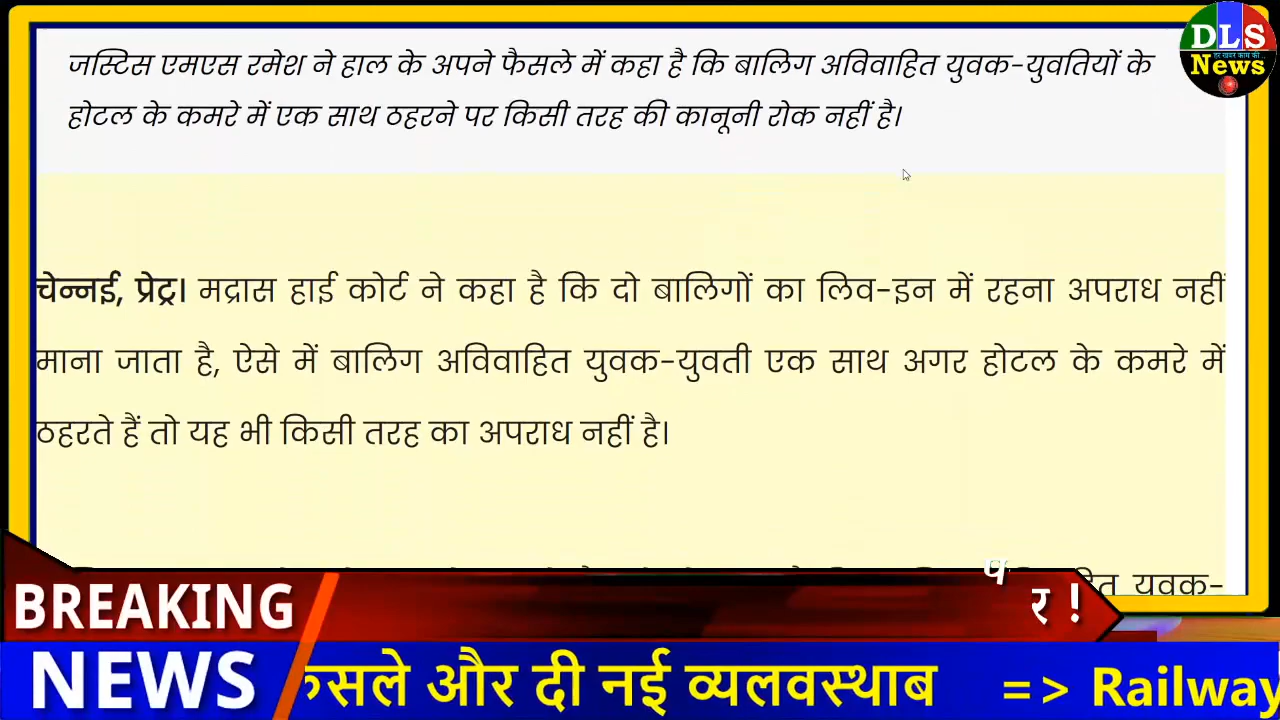 जस्टिस एमएस रमेश ने हाल के अपने फैसले में कहा है कि बालिग अविवाहित युवक-युवतियों के
होटल के कमरे में एक साथ ठहरने पर किसी तरह की कानूनी रोक नहीं है।
DLS
News
चेन्नई, प्रेट्र। मद्रास हाई कोर्ट ने कहा है कि दो बालिगों का लिव-इन में रहना अपराध नहीं
माना जाता है, ऐसे में बालिग अविवाहित युवक-युवती एक साथ अगर होटल के कमरे में
ठहरते हैं तो यह भी किसी तरह का अपराध नहीं है।
युवक-
प
र !
BREAKING
NEWS
और दी नई व्यलवस्थाब => Railway